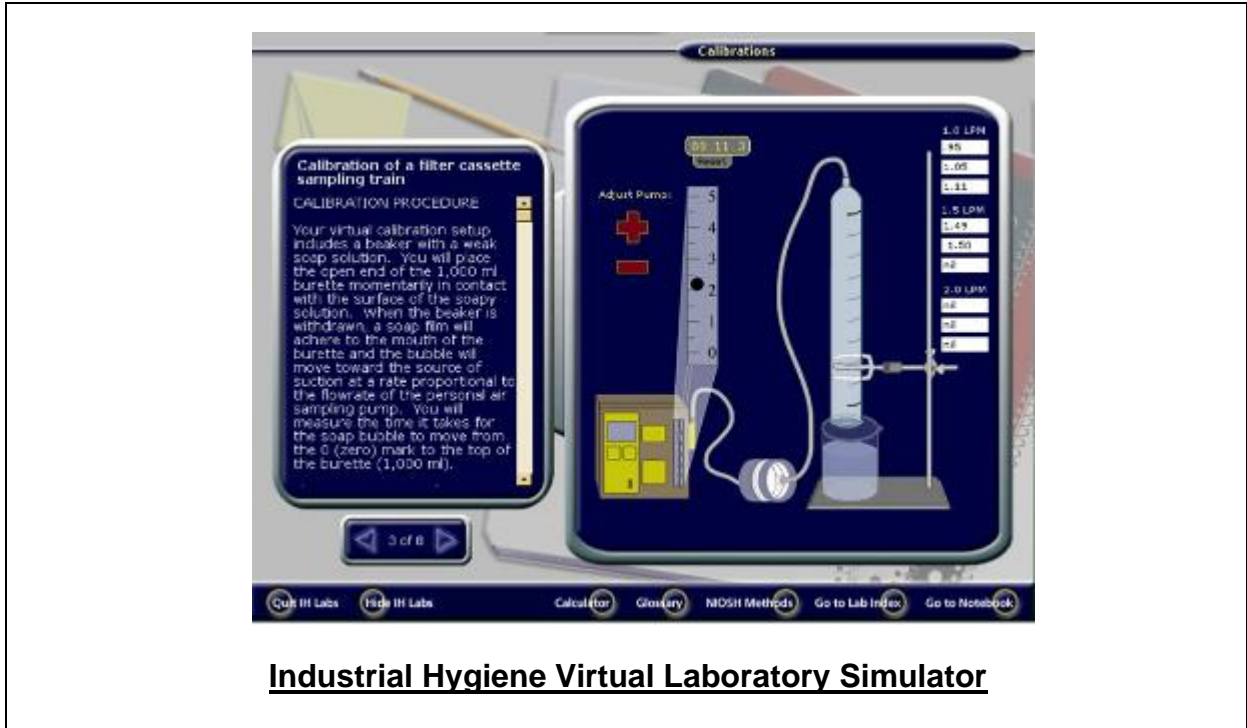 Calibrations
Calibration of a filter cassette
sampling train
CALIBRATION PROCEDURE
Your virtual calibration setup
includes a beaker with a weak
soap solution. You will place
the open end of the 1,000 ml
burette momentarily in contact
with the surface of the soapy
solution. When the beaker is
withdrawn, a soap film will
adhere to the mouth of the
burette and the bubble will
move toward the source of
suction at a rate proportional to
the flowrate of the personal air
sampling pump. You will
measure the time it takes for
the soap bubble to move from
the 0 (zero) mark to the top of
the burette (1,000 ml).
3 of 8
11 3
Reset
Adjust Pump:
5
4
3
2
1
0
1.0 LPM
.95
1.05
1.11
1.5 LPM
1.49
1.50
nil
2.0 LPM
nil
nil
nil
Quit IH Labs
Hide IH Labs
Calculator
Glossary
NIOSH Methods
Go to Lab Index
Go to Notebook
Industrial Hygiene Virtual Laboratory Simulator